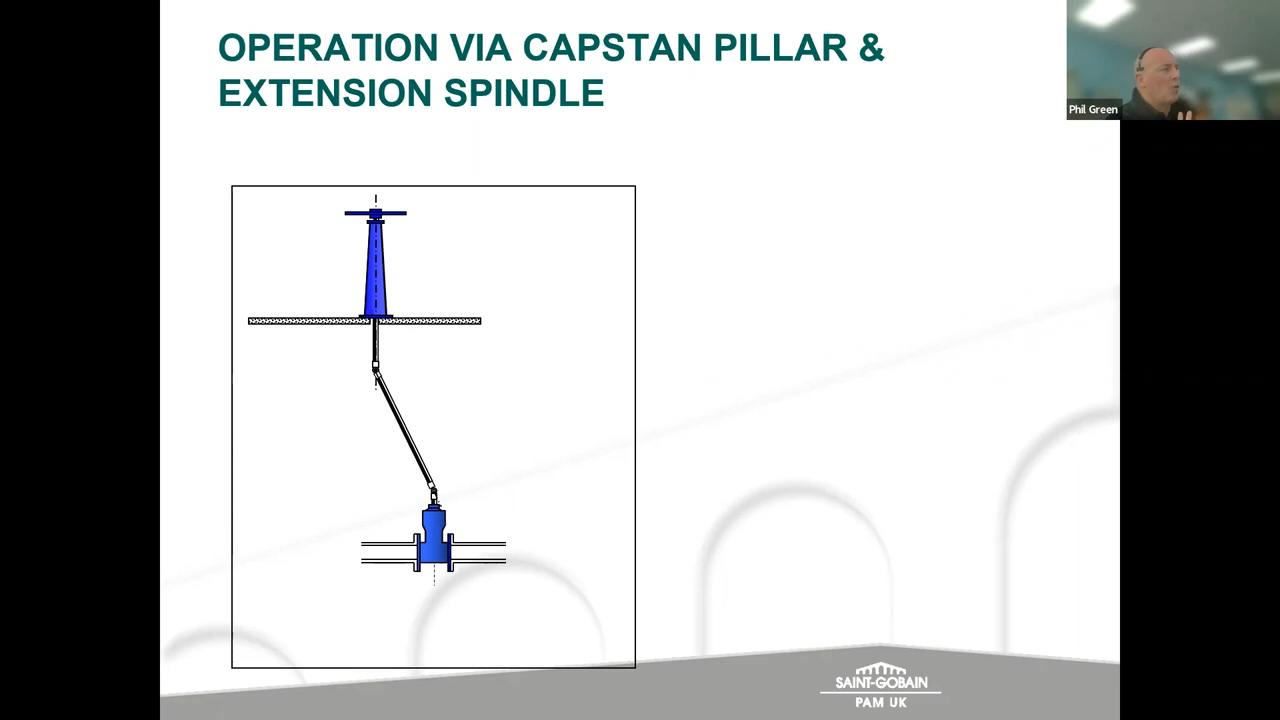 OPERATION VIA CAPSTAN PILLAR &
EXTENSION SPINDLE
Phil Green
SAINT-GOBAIN
PAM UK